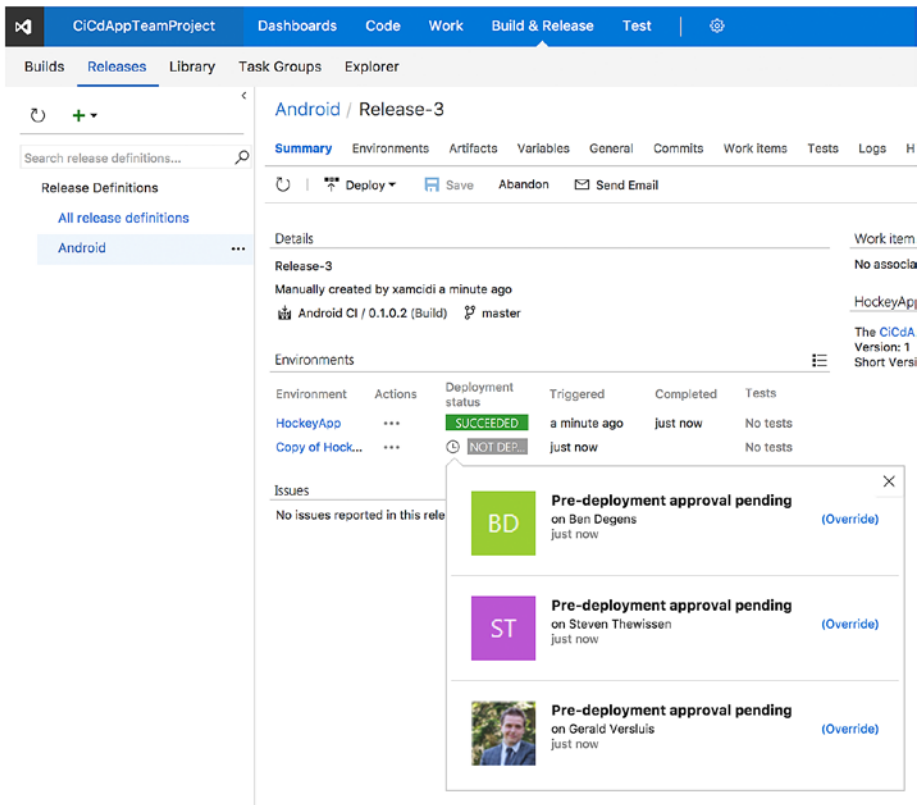 CiCdAppTeamProject Dashboards Code Work Build & Release Test
Builds Releases Library Task Groups Explorer
Search release definitions...
Release Definitions
All release definitions
Android ...
Android / Release-3
Summary Environments Artifacts Variables General Commits Work items Tests Logs H
Deploy Save Abandon Send Email
Details
Release-3
Manually created by xamcidi a minute ago
Android CI / 0.1.0.2 (Build) master
Environments
Environment Actions Deployment status Triggered Completed Tests
HockeyApp ... SUCCEEDED a minute ago just now No tests
Copy of Hock... ... NOT DEP... just now No tests
Issues
No issues reported in this rele
Work item
No associa
HockeyApp
The CiCdA
Version: 1
Short Versi
BD
Pre-deployment approval pending
on Ben Degens
just now
(Override)
ST
Pre-deployment approval pending
on Steven Thewissen
just now
(Override)
Pre-deployment approval pending
on Gerald Versluis
just now
(Override)